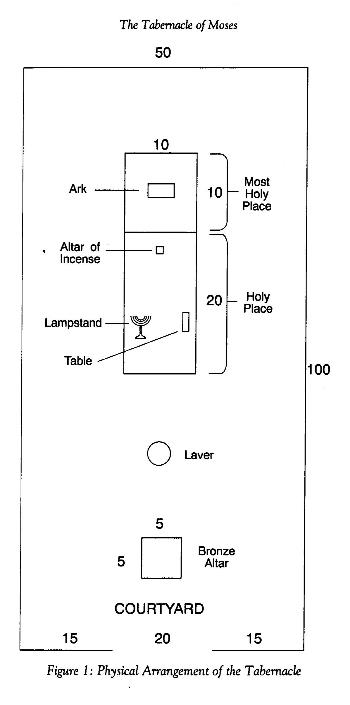 The Tabernacle of Moses
50
10
Ark
10
Most
Holy
Place
Altar of
Incense
20
Holy
Place
Lampstand
Table
100
Laver
5
5
Bronze
Altar
COURTYARD
15
20
15
Figure 1: Physical Arrangement of the Tabernacle